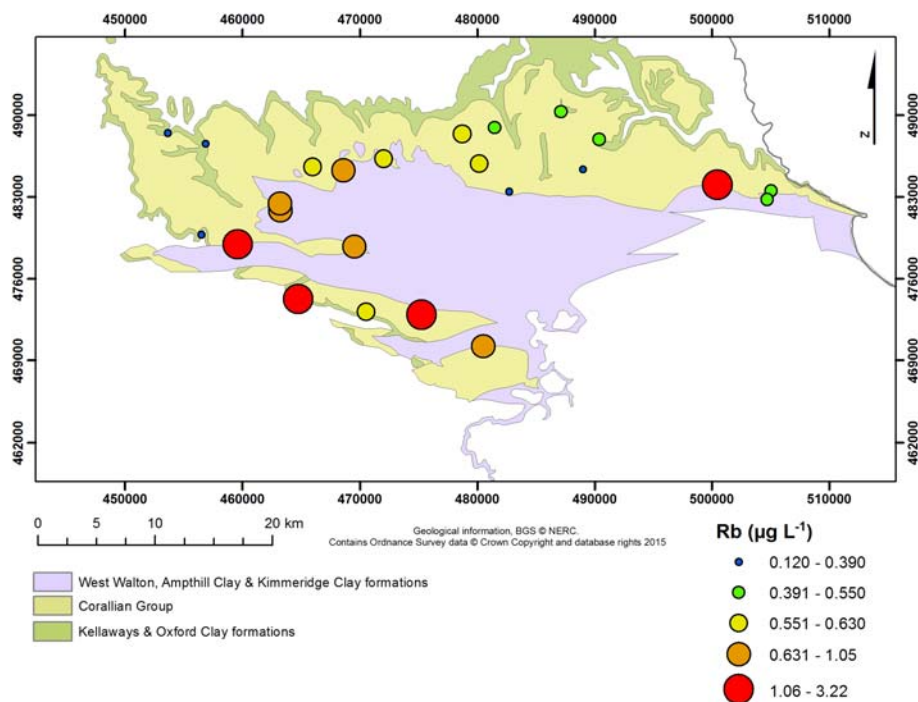 450000 460000 470000 480000 490000 500000 510000
490000 490000
483000 483000
476000 476000
469000 469000
462000 462000
N
450000 460000 470000 480000 490000 500000 510000
0 5 10 20 km
Geological information, BGS © NERC.
Contains Ordnance Survey data © Crown Copyright and database rights 2015
West Walton, Ampthill Clay & Kimmeridge Clay formations
Corallian Group
Kellaways & Oxford Clay formations
Rb (µg L⁻¹)
0.120 - 0.390
0.391 - 0.550
0.551 - 0.630
0.631 - 1.05
1.06 - 3.22